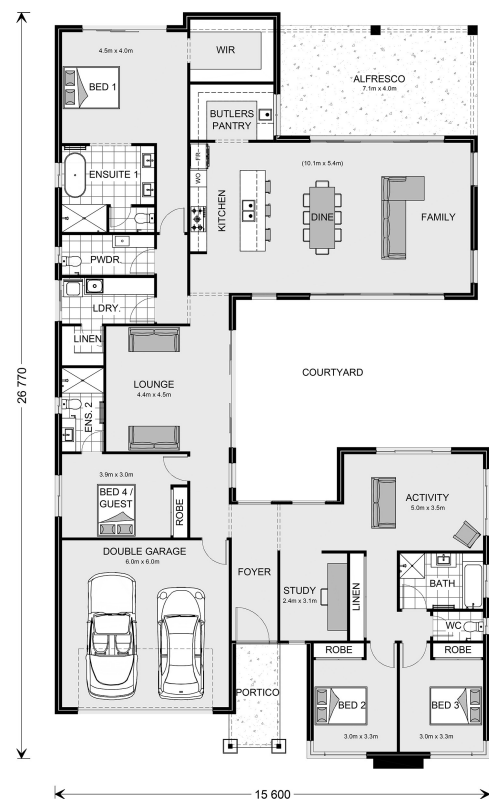 4.5m x 4.0m
BED 1
WIR
ALFRESCO
7.1m x 4.0m
BUTLERS
PANTRY
ENSUITE 1
FR
WO
KITCHEN
(10.1m x 5.4m)
DINE
FAMILY
PWDR.
LDRY.
LINEN
LOUNGE
4.4m x 4.5m
COURTYARD
ENS. 2
3.9m x 3.0m
BED 4 /
GUEST
ROBE
ACTIVITY
5.0m x 3.5m
DOUBLE GARAGE
6.0m x 6.0m
FOYER
STUDY
2.4m x 3.1m
LINEN
BATH
WC
ROBE
ROBE
PORTICO
BED 2
3.0m x 3.3m
BED 3
3.0m x 3.3m
26 770
15 600